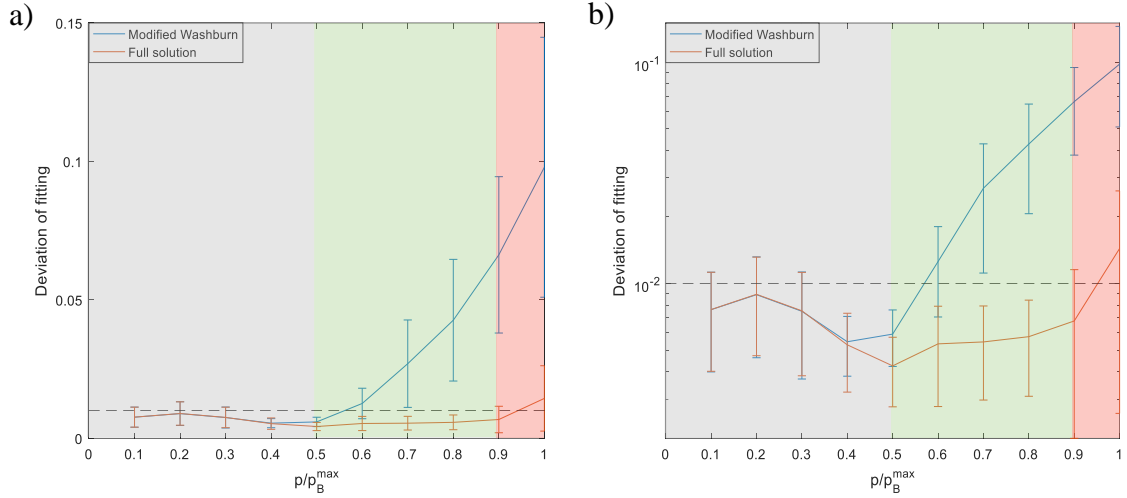 a)
0.15
0.1
0.05
0
Deviation of fitting
Modified Washburn
Full solution
0 0.1 0.2 0.3 0.4 0.5 0.6 0.7 0.8 0.9 1
p/p_B^max
b)
10^-1
10^-2
Deviation of fitting
Modified Washburn
Full solution
0 0.1 0.2 0.3 0.4 0.5 0.6 0.7 0.8 0.9 1
p/p_B^max